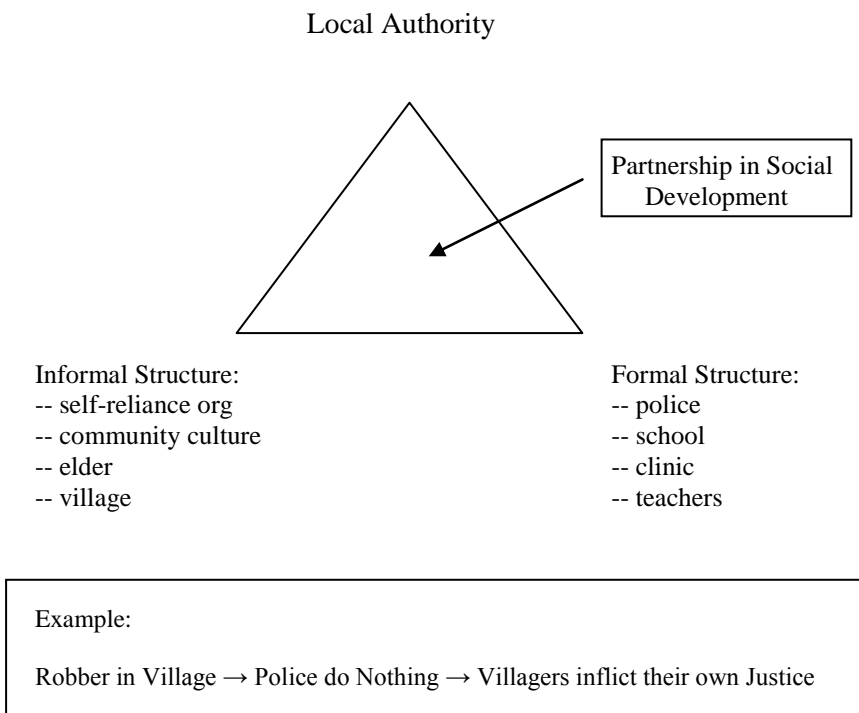 Local Authority
Partnership in Social
Development
Informal Structure:
-- self-reliance org
-- community culture
-- elder
-- village
Formal Structure:
-- police
-- school
-- clinic
-- teachers
Example:
Robber in Village → Police do Nothing → Villagers inflict their own Justice